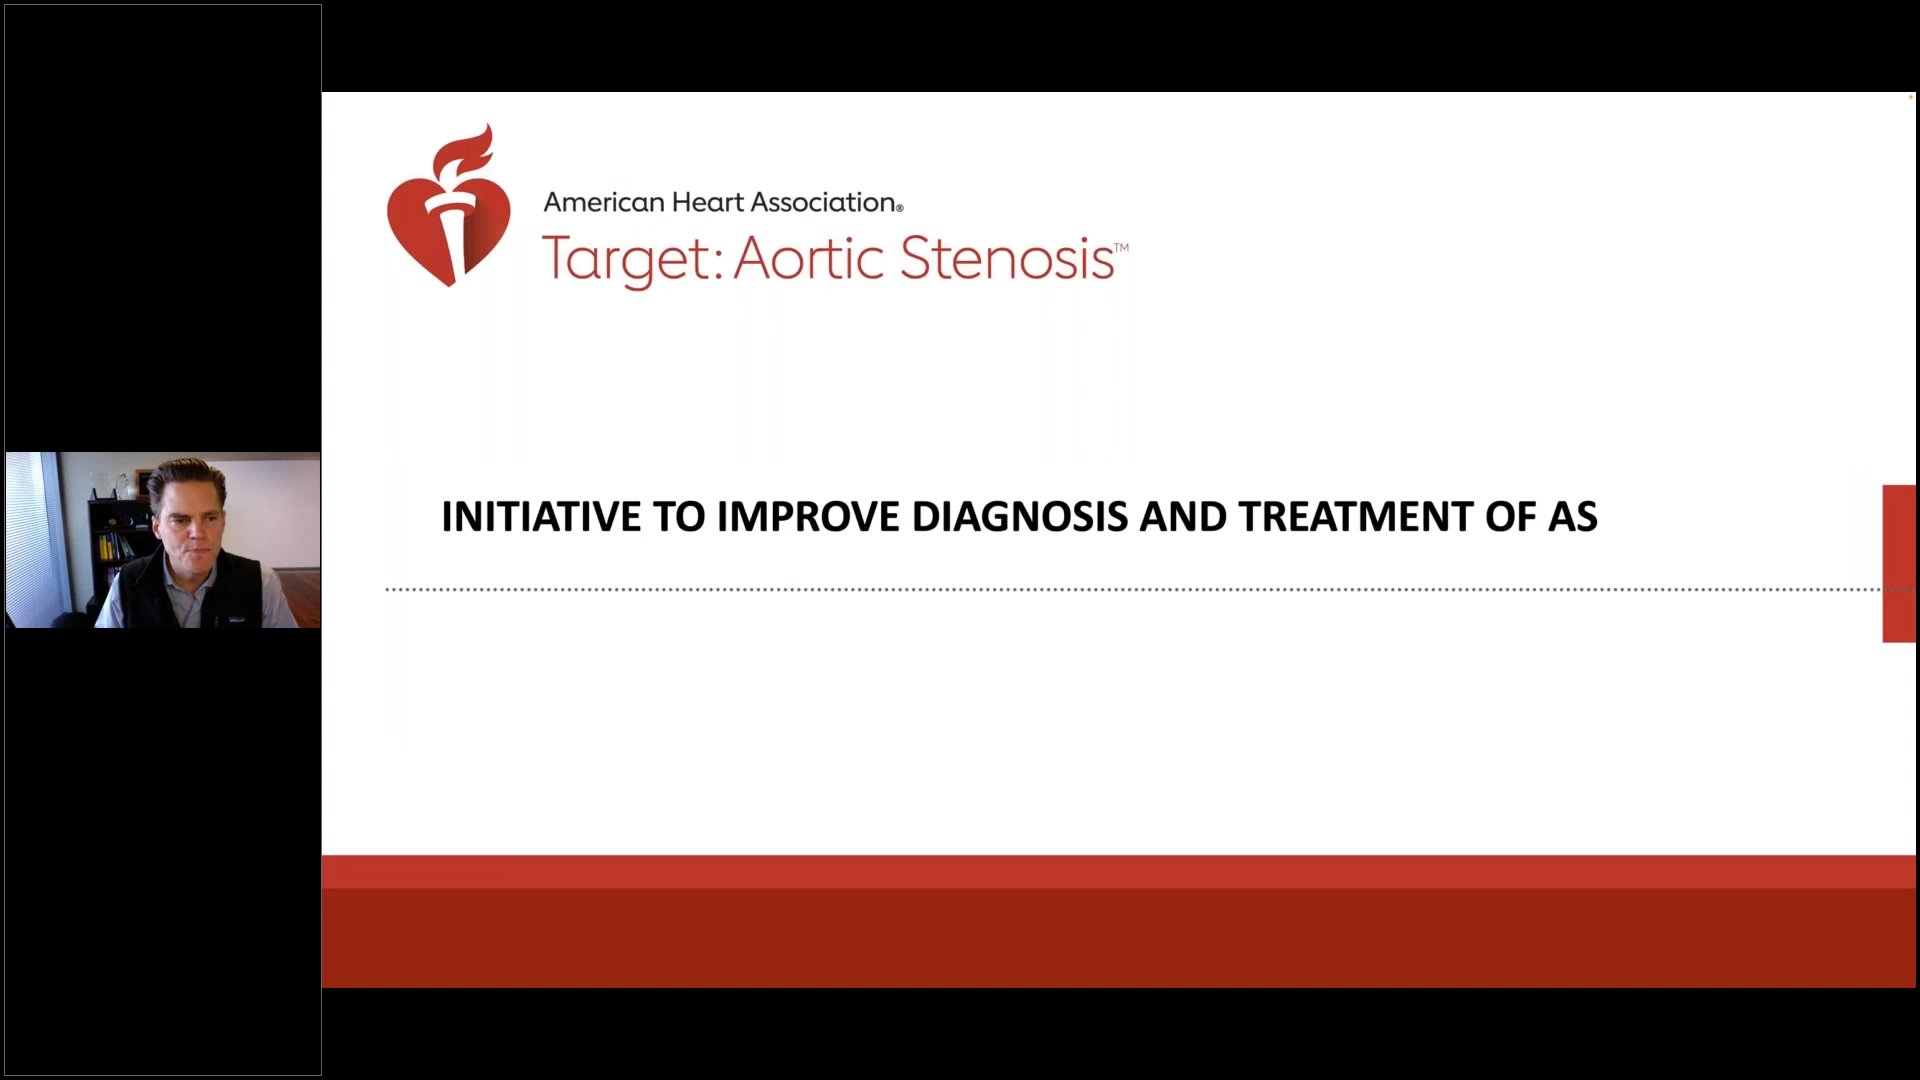 American Heart Association®
Target: Aortic Stenosis™
INITIATIVE TO IMPROVE DIAGNOSIS AND TREATMENT OF AS